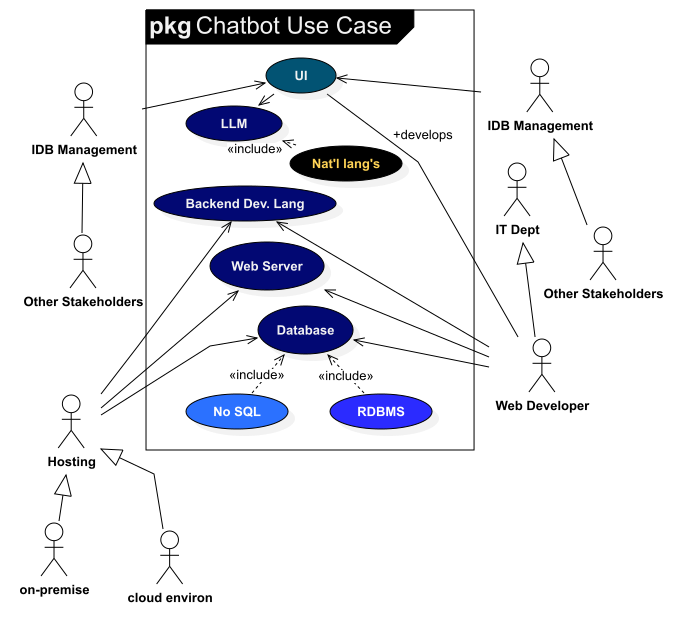 pkg Chatbot Use Case
UI
LLM
«include»
Nat'l lang's
+develops
Backend Dev. Lang
Web Server
Database
«include»
«include»
No SQL
RDBMS
IDB Management
Other Stakeholders
IDB Management
IT Dept
Other Stakeholders
Web Developer
Hosting
on-premise
cloud environ